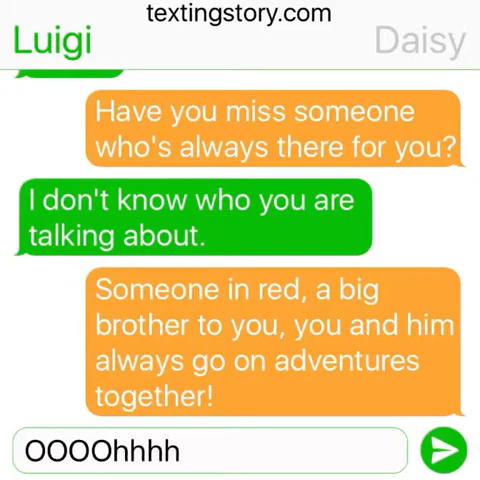 textingstory.com
Luigi
Daisy
Have you miss someone
who's always there for you?
I don't know who you are
talking about.
Someone in red, a big
brother to you, you and him
always go on adventures
together!
OOOOhhhh